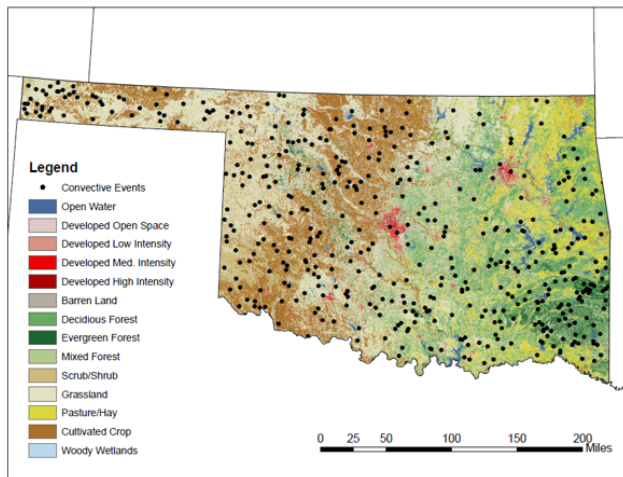 Legend
Convective Events
Open Water
Developed Open Space
Developed Low Intensity
Developed Med. Intensity
Developed High Intensity
Barren Land
Decidious Forest
Evergreen Forest
Mixed Forest
Scrub/Shrub
Grassland
Pasture/Hay
Cultivated Crop
Woody Wetlands
0 25 50 100 150 200
Miles